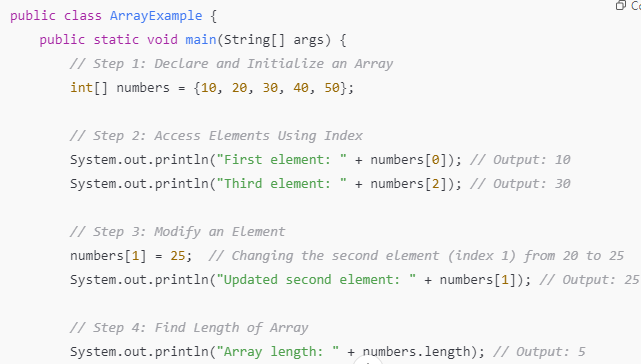 Co
public class ArrayExample {
public static void main(String[] args) {
// Step 1: Declare and Initialize an Array
int[] numbers = {10, 20, 30, 40, 50};
// Step 2: Access Elements Using Index
System.out.println("First element: " + numbers[0]); // Output: 10
System.out.println("Third element: " + numbers[2]); // Output: 30
// Step 3: Modify an Element
numbers[1] = 25;  // Changing the second element (index 1) from 20 to 25
System.out.println("Updated second element: " + numbers[1]); // Output: 25
// Step 4: Find Length of Array
System.out.println("Array length: " + numbers.length); // Output: 5